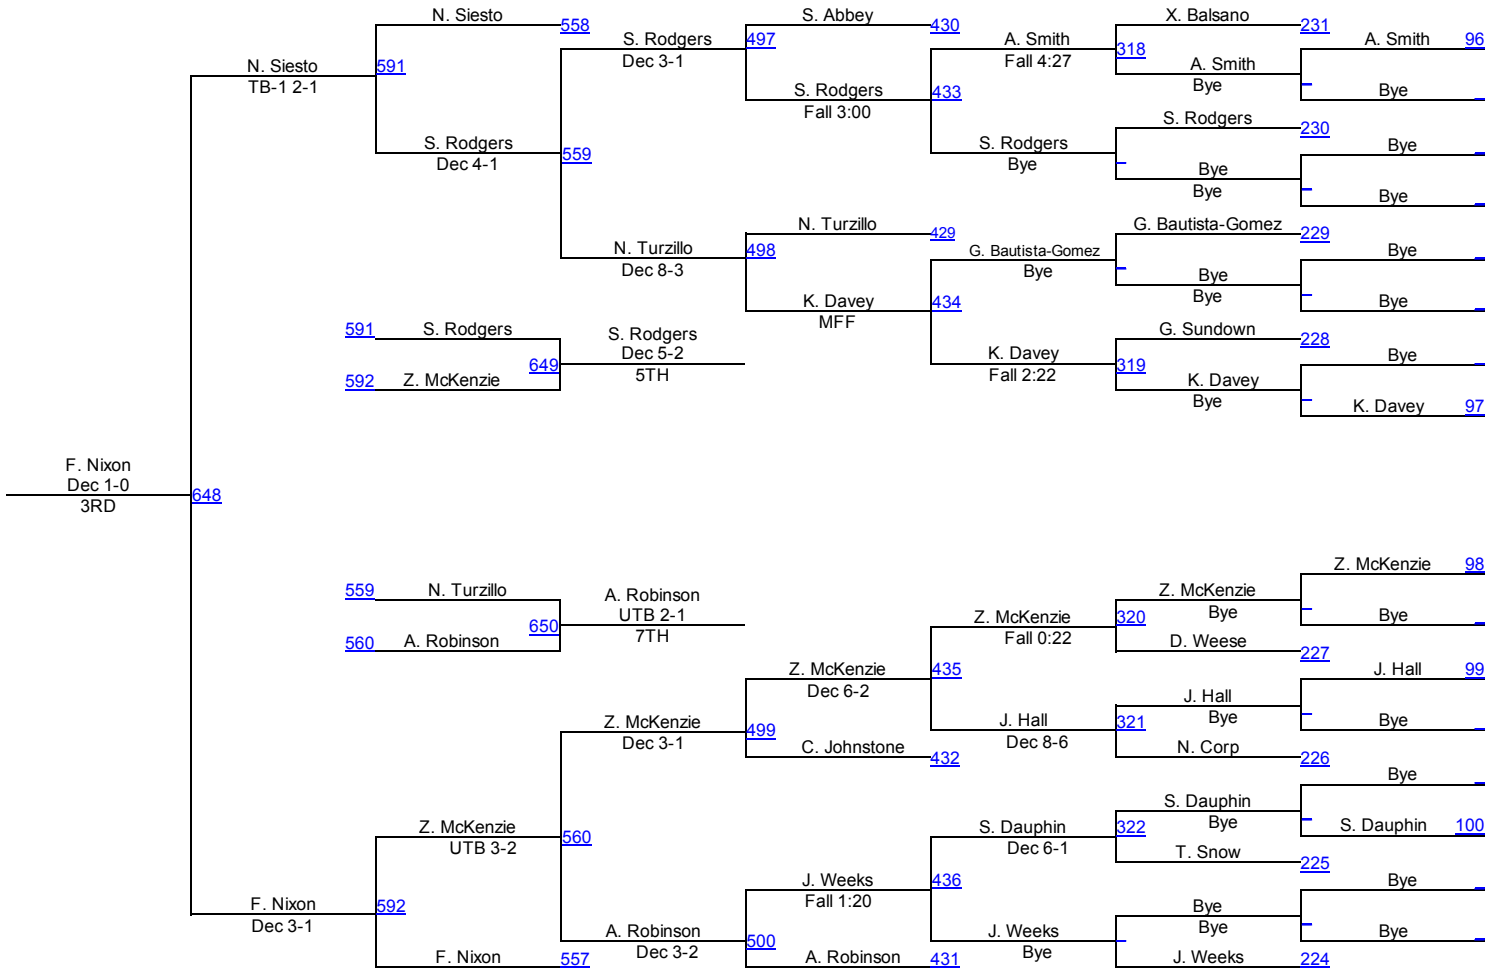 N. Siesto
558
S. Abbey
430
X. Balsano
231
S. Rodgers
Dec 3-1
497
A. Smith
Fall 4:27
318
A. Smith
96
N. Siesto
TB-1 2-1
591
A. Smith
Bye
S. Rodgers
Fall 3:00
433
Bye
S. Rodgers
230
S. Rodgers
Dec 4-1
559
S. Rodgers
Bye
Bye
Bye
Bye
Bye
N. Turzillo
429
G. Bautista-Gomez
229
N. Turzillo
Dec 8-3
498
G. Bautista-Gomez
Bye
Bye
Bye
Bye
K. Davey
MFF
434
Bye
591
S. Rodgers
S. Rodgers
Dec 5-2
5TH
G. Sundown
228
649
K. Davey
Fall 2:22
319
Bye
592
Z. McKenzie
K. Davey
Bye
K. Davey
97
F. Nixon
Dec 1-0
3RD
648
Z. McKenzie
98
559
N. Turzillo
A. Robinson
UTB 2-1
7TH
Z. McKenzie
Bye
650
Z. McKenzie
Fall 0:22
320
Bye
560
A. Robinson
D. Weese
227
Z. McKenzie
Dec 6-2
435
J. Hall
99
J. Hall
Bye
Z. McKenzie
Dec 3-1
499
J. Hall
Dec 8-6
321
Bye
C. Johnstone
432
N. Corp
226
Bye
S. Dauphin
Bye
Z. McKenzie
UTB 3-2
560
S. Dauphin
Dec 6-1
322
S. Dauphin
100
T. Snow
225
J. Weeks
Fall 1:20
436
Bye
F. Nixon
Dec 3-1
592
Bye
Bye
A. Robinson
Dec 3-2
500
J. Weeks
Bye
Bye
F. Nixon
557
A. Robinson
431
J. Weeks
224